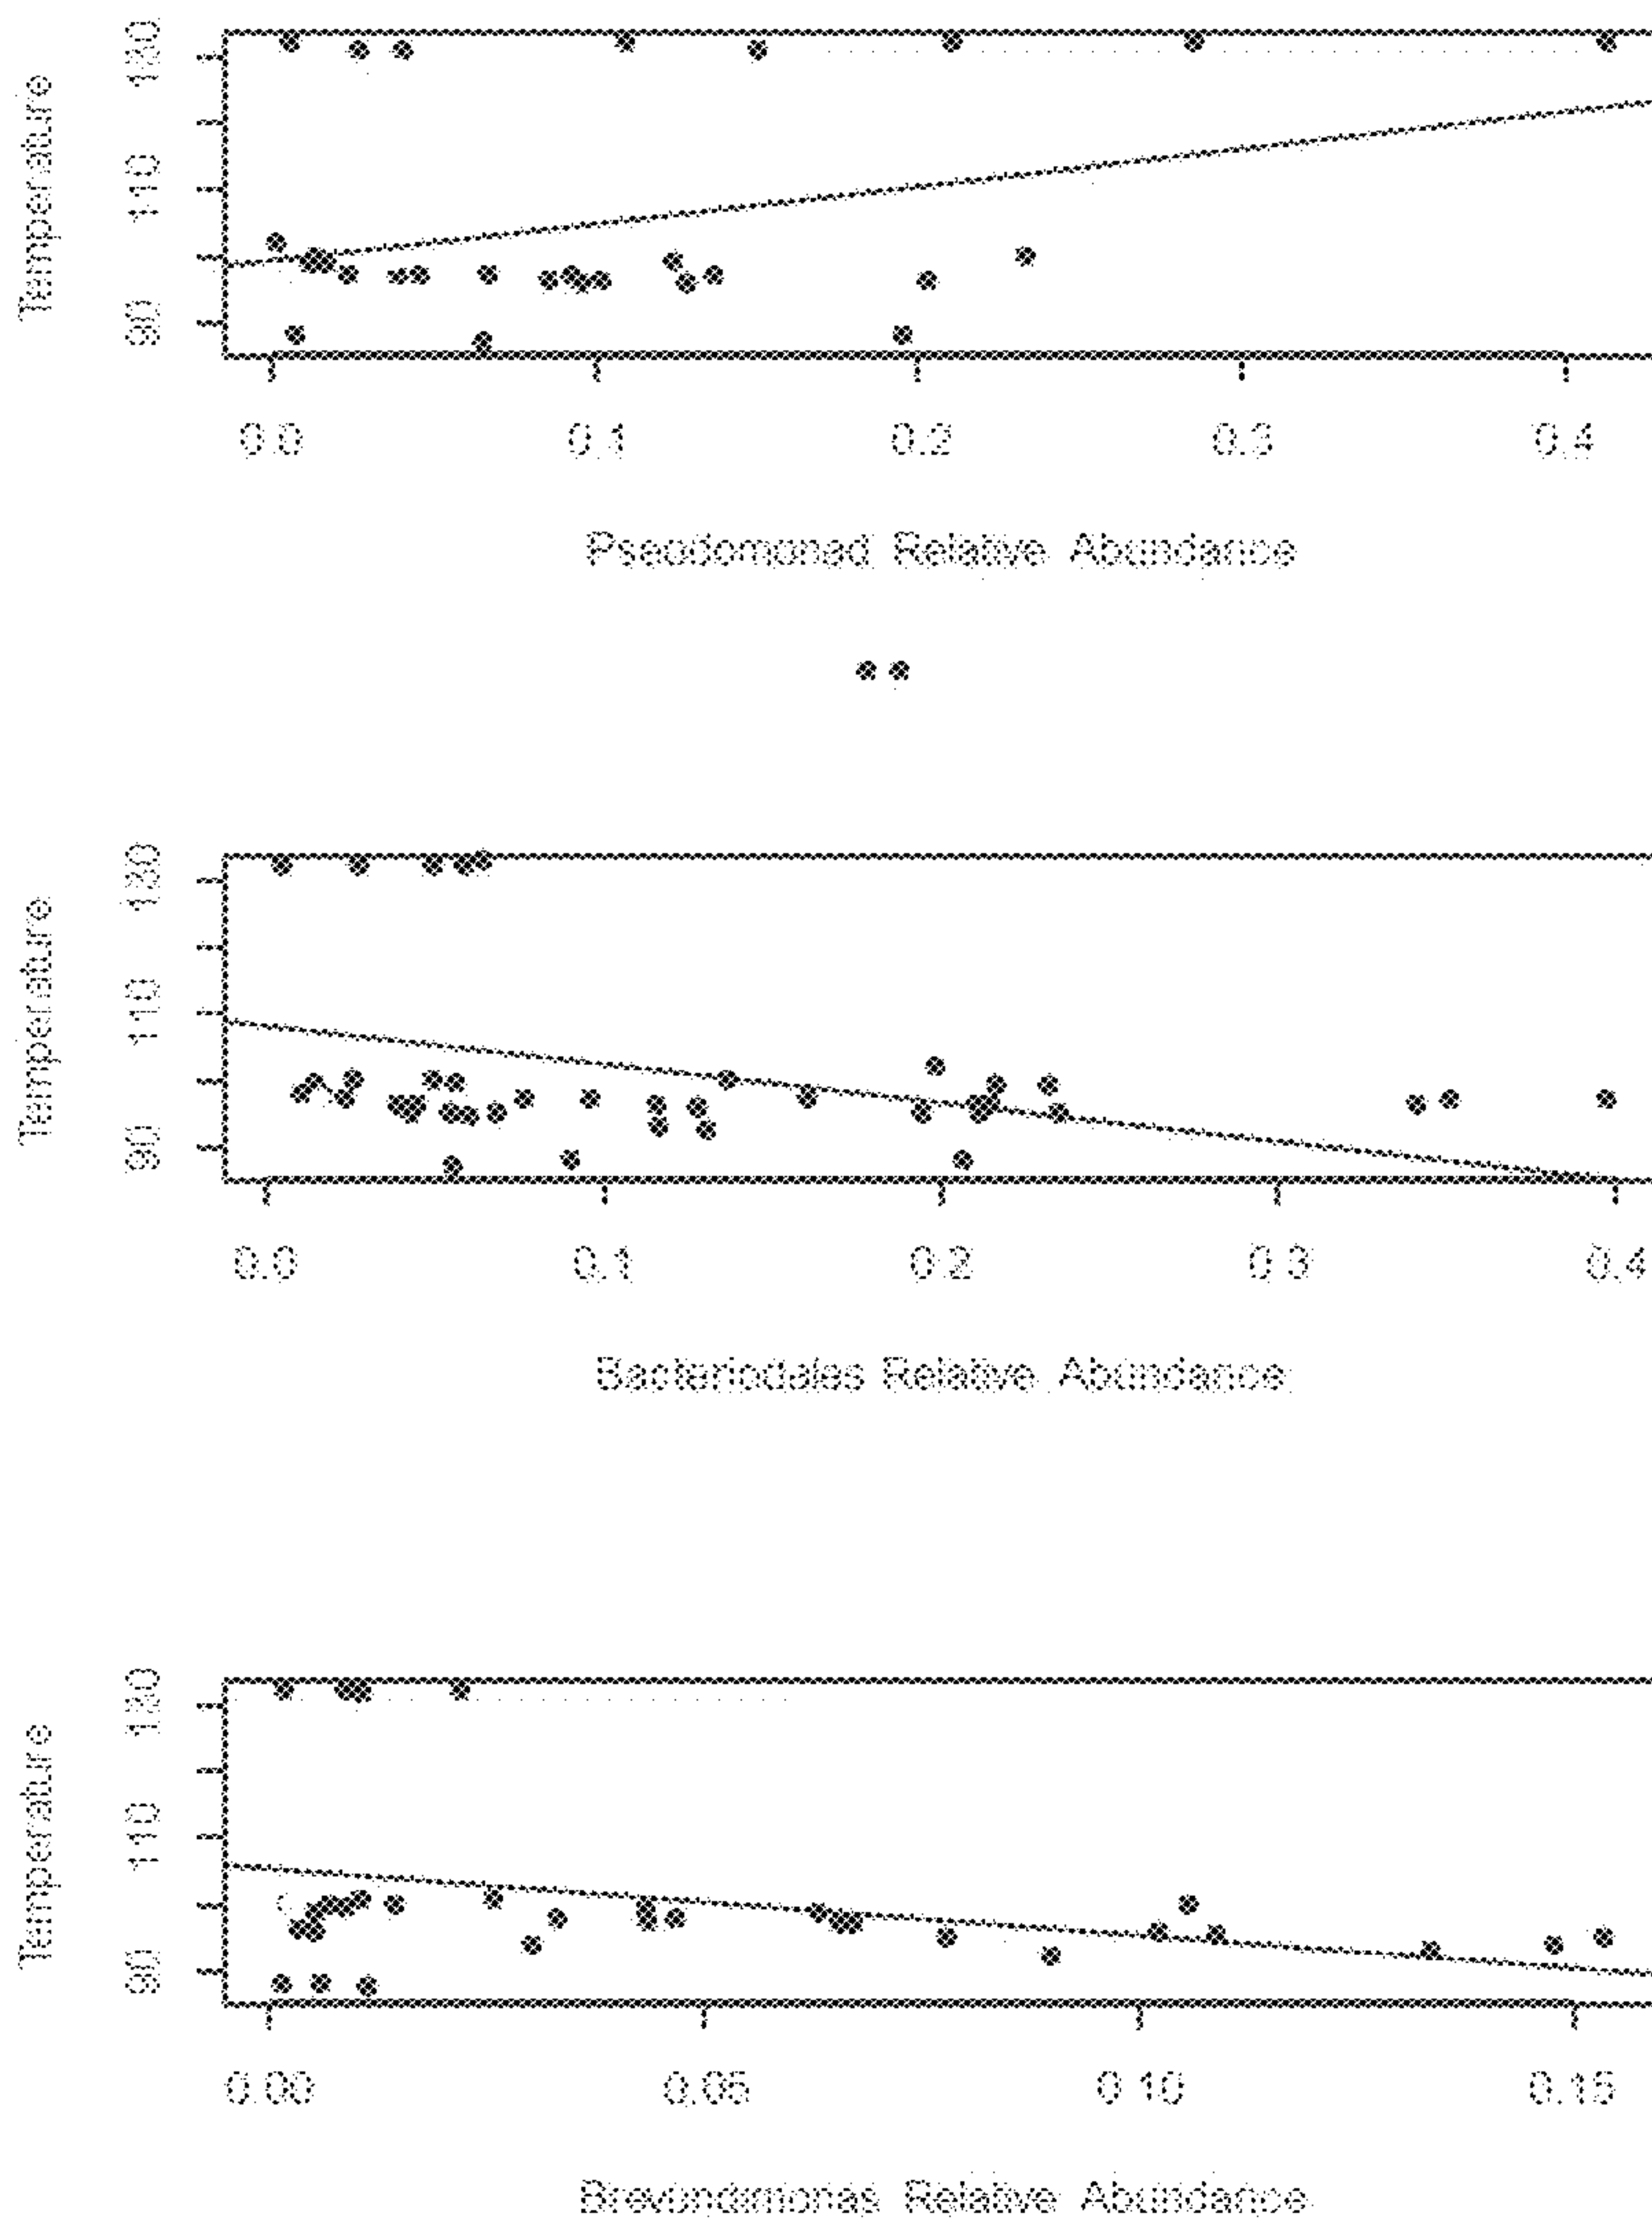 Temperature
130
110
90
0.0 0.1 0.2 0.3 0.4
Pseudomonad Relative Abundance
Temperature
130
110
90
0.0 0.1 0.2 0.3 0.4
Bacteriodales Relative Abundance
Temperature
130
110
90
0.00 0.05 0.10 0.15
Brevundimonas Relative Abundance